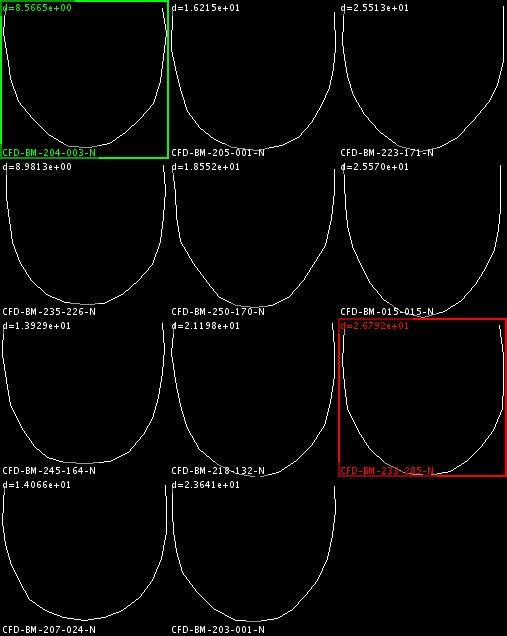 d=8.5665e+00
CFD-BM-204-003-N
d=1.6215e+01
CFD-BM-205-001-N
d=2.5513e+01
CFD-BM-223-171-N
d=8.9813e+00
CFD-BM-235-226-N
d=1.8552e+01
CFD-BM-250-170-N
d=2.5570e+01
CFD-BM-015-015-N
d=1.3929e+01
CFD-BM-245-164-N
d=2.1198e+01
CFD-BM-218-132-N
d=2.6792e+01
CFD-BM-233-285-N
d=1.4066e+01
CFD-BM-207-024-N
d=2.3641e+01
CFD-BM-203-001-N